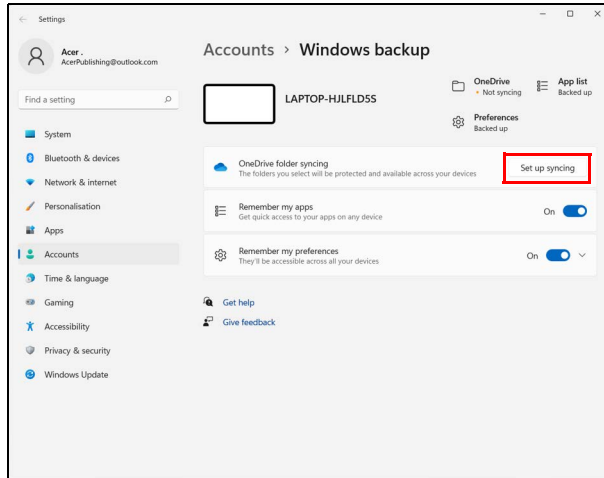 Settings
Acer .
AcerPublishing@outlook.com
Find a setting
System
Bluetooth & devices
Network & internet
Personalisation
Apps
Accounts
Time & language
Gaming
Accessibility
Privacy & security
Windows Update
Accounts > Windows backup
LAPTOP-HJLFLD5S
OneDrive
• Not syncing
App list
Backed up
Preferences
Backed up
OneDrive folder syncing
The folders you select will be protected and available across your devices
Set up syncing
Remember my apps
Get quick access to your apps on any device
On
Remember my preferences
They'll be accessible across all your devices
On
Get help
Give feedback